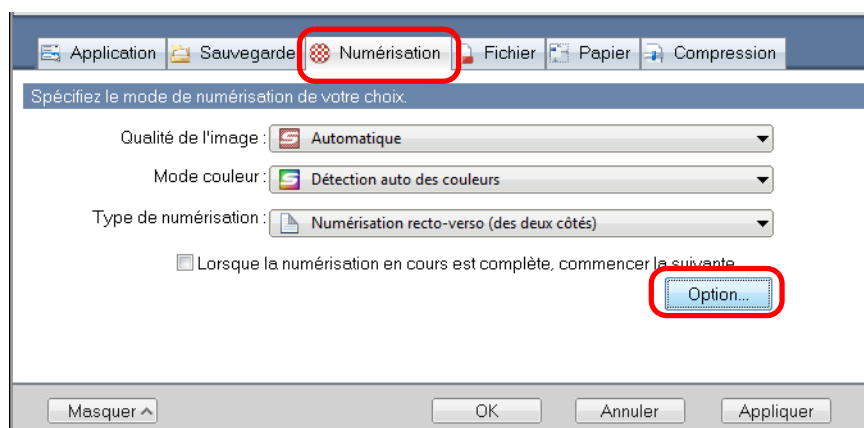 Application Sauvegarde Numérisation Fichier Papier Compression
Spécifiez le mode de numérisation de votre choix.
Qualité de l'image : Automatique
Mode couleur : Détection auto des couleurs
Type de numérisation : Numérisation recto-verso (des deux côtés)
Lorsque la numérisation en cours est complète, commencer la suivante
Option...
Masquer OK Annuler Appliquer